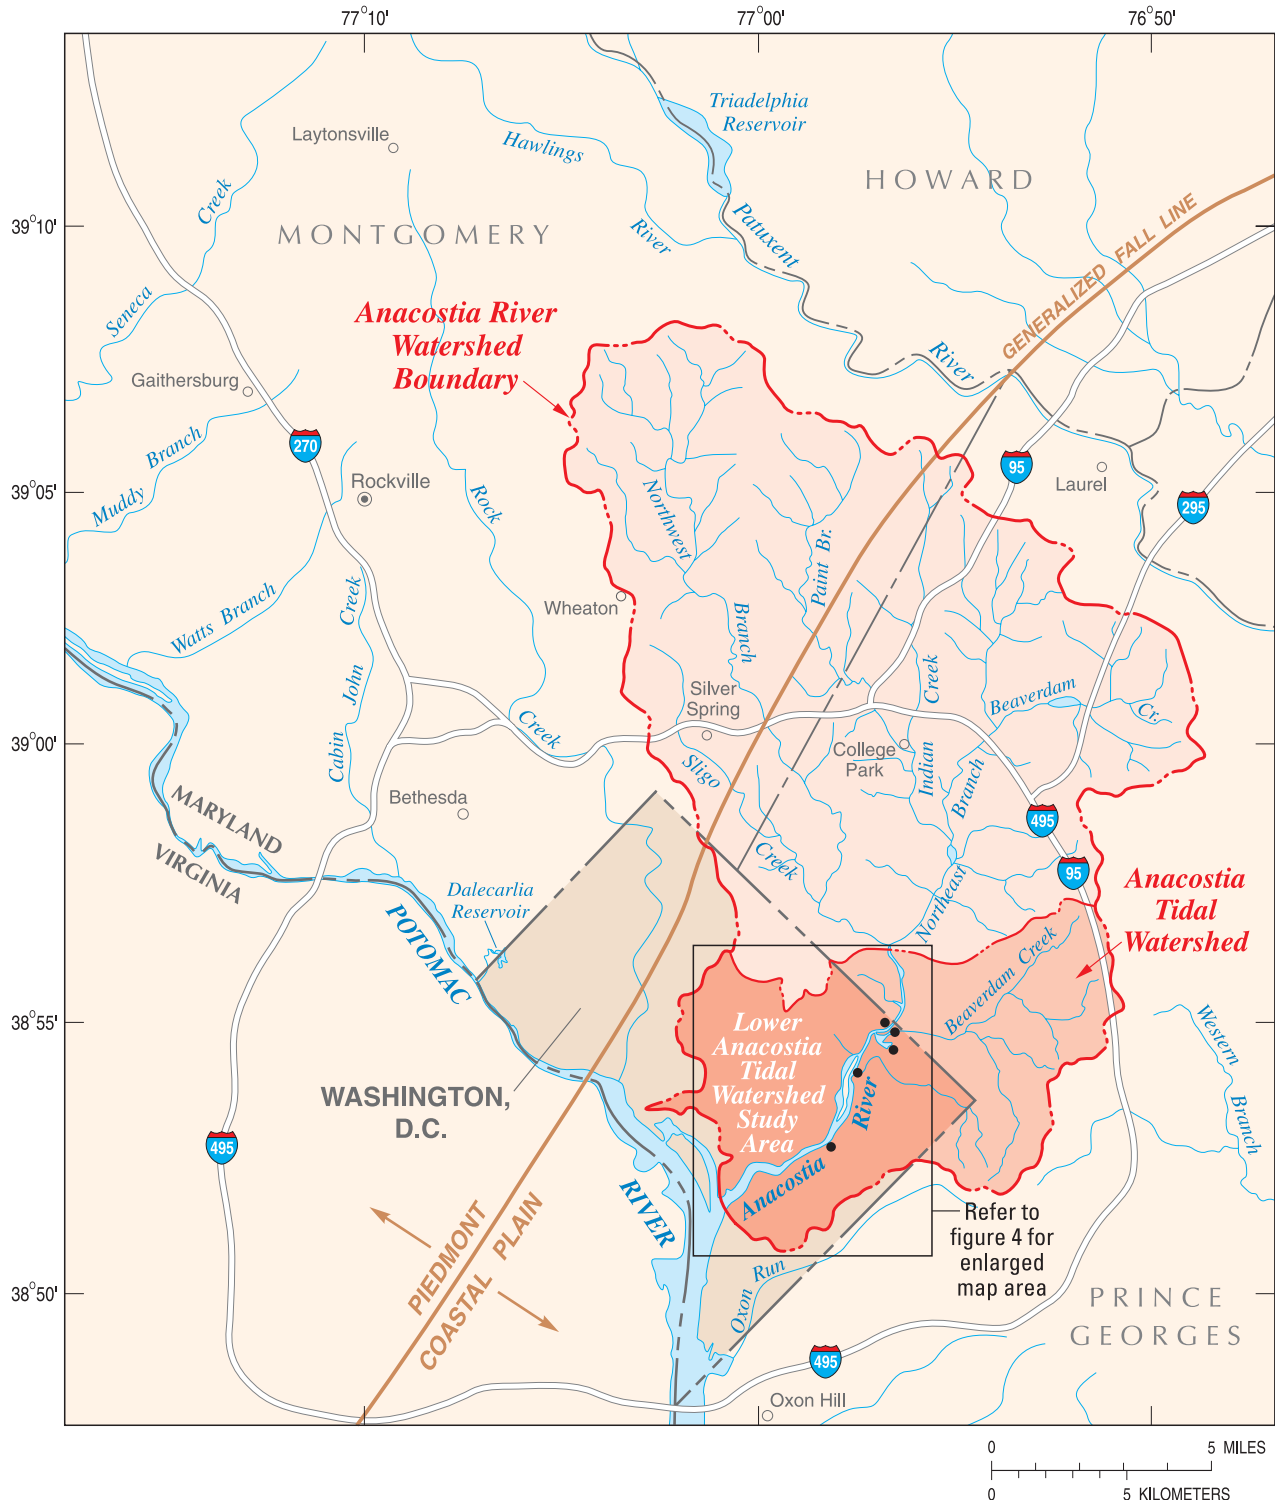 77°10'
77°00'
76°50'
Triadelphia
Reservoir
Laytonsville
Hawlings
River
HOWARD
Creek
Patuxent
39°10'
MONTGOMERY
GENERALIZED FALL LINE
Seneca
Anacostia River
Watershed
Boundary
River
Gaithersburg
Branch
Muddy
270
95
Laurel
295
39°05'
Rockville
Rock
Northwest
Paint Br.
Wheaton
Branch
Watts Branch
Creek
John
Cabin
Creek
Silver
Spring
Creek
Indian
Beaverdam
Cr.
39°00'
College
Park
Sligo
Creek
Branch
Northeast
Bethesda
MARYLAND
VIRGINIA
495
95
Anacostia
Tidal
Watershed
Dalecarlia
Reservoir
POTOMAC
RIVER
Beaverdam Creek
38°55'
Lower
Anacostia
Tidal
Watershed
Study
Area
Western
Branch
WASHINGTON,
D.C.
River
Anacostia
495
Refer to
figure 4 for
enlarged
map area
PIEDMONT
COASTAL PLAIN
Oxon Run
38°50'
PRINCE
GEORGES
495
Oxon Hill
0
5 MILES
0
5 KILOMETERS